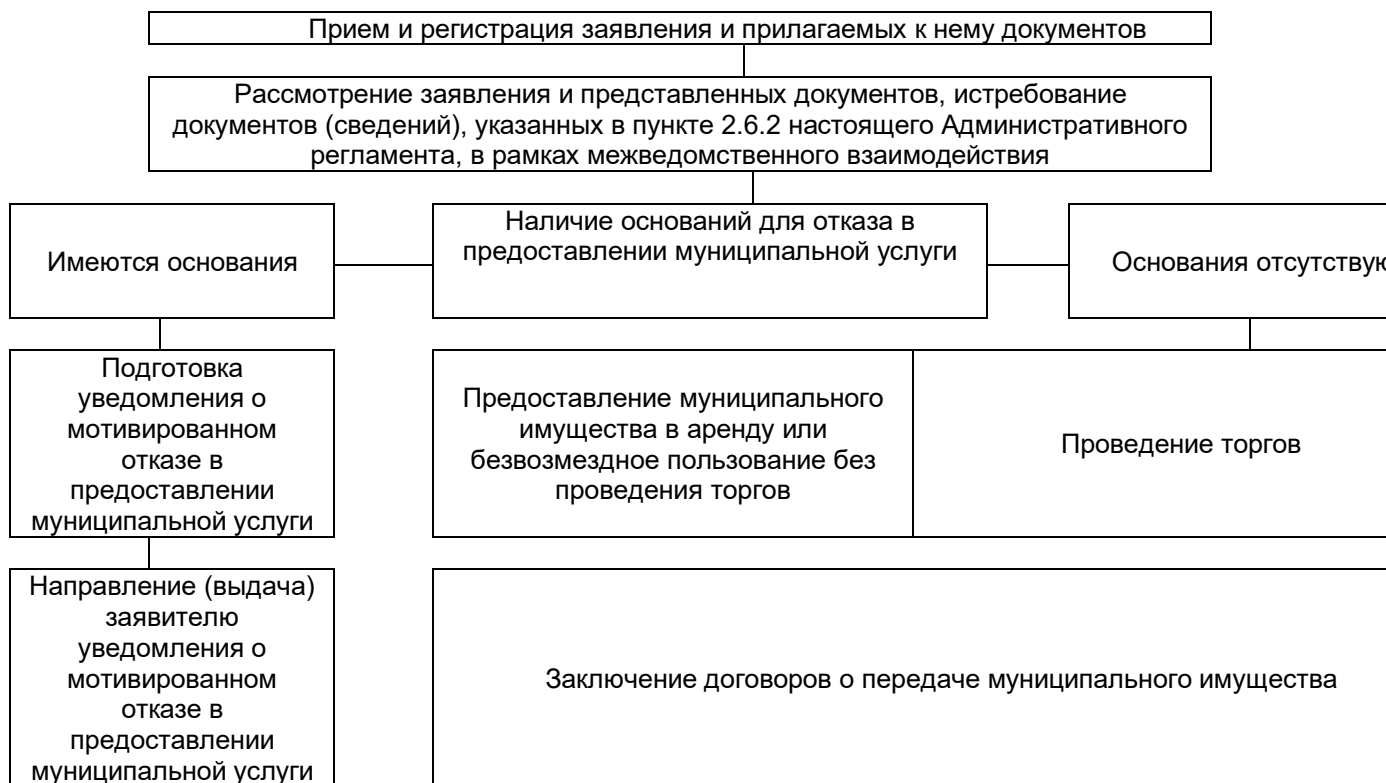 Прием и регистрация заявления и прилагаемых к нему документов
Рассмотрение заявления и представленных документов, истребование
документов (сведений), указанных в пункте 2.6.2 настоящего Административного
регламента, в рамках межведомственного взаимодействия
Имеются основания
Наличие оснований для отказа в
предоставлении муниципальной услуги
Основания отсутствую
Подготовка
уведомления о
мотивированном
отказе в
предоставлении
муниципальной услуги
Предоставление муниципального
имущества в аренду или
безвозмездное пользование без
проведения торгов
Проведение торгов
Направление (выдача)
заявителю
уведомления о
мотивированном
отказе в
предоставлении
муниципальной услуги
Заключение договоров о передаче муниципального имущества